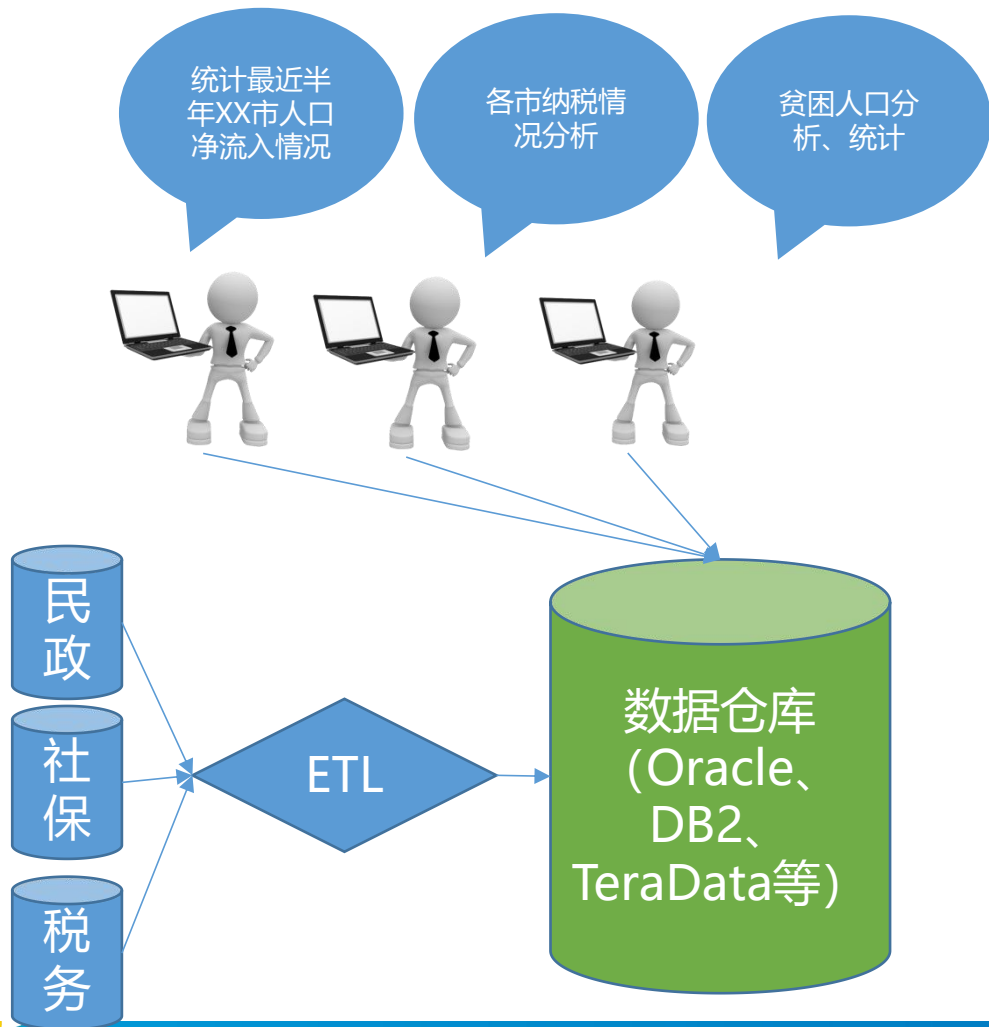 统计最近半
年XX市人口
净流入情况
各市纳税情
况分析
贫困人口分
析、统计
民
政
社
保
税
务
ETL
数据仓库
（Oracle、
DB2、
TeraData等）